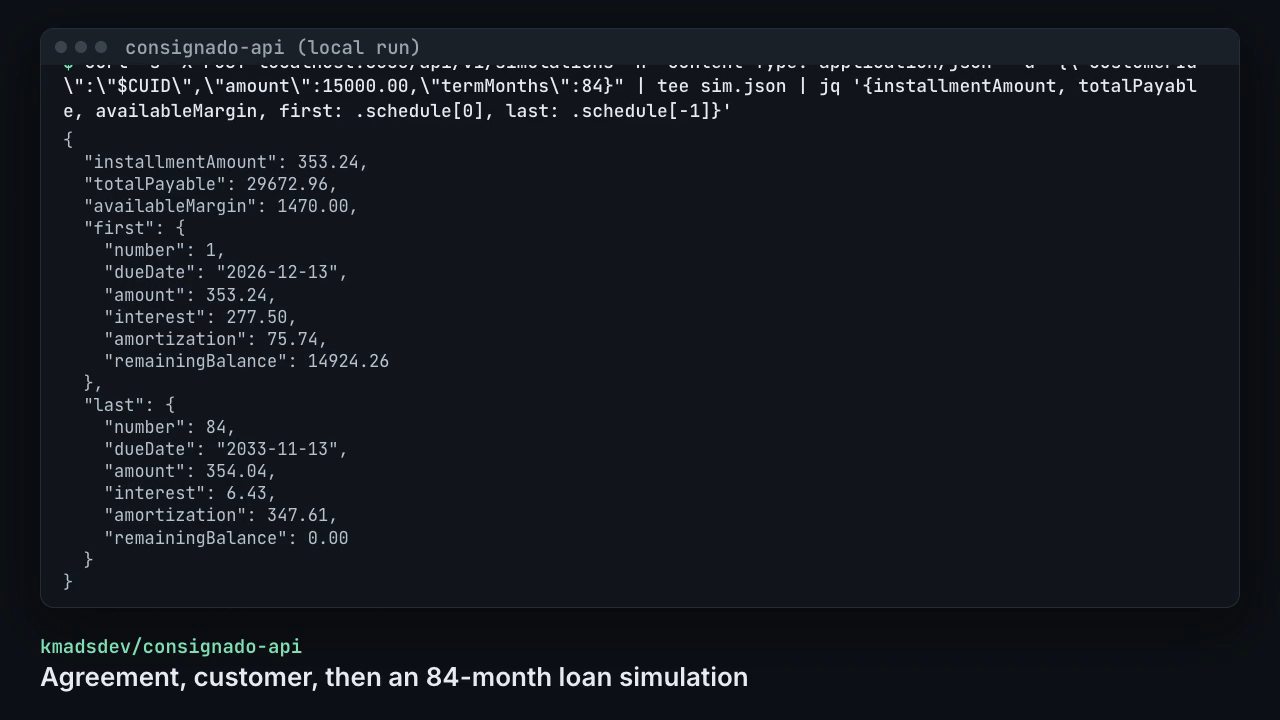 consignado-api (local run)
\":\"$CUID\",\"amount\":15000.00,\"termMonths\":84}" | tee sim.json | jq '{installmentAmount, totalPayabl
e, availableMargin, first: .schedule[0], last: .schedule[-1]}'
{
  "installmentAmount": 353.24,
  "totalPayable": 29672.96,
  "availableMargin": 1470.00,
  "first": {
    "number": 1,
    "dueDate": "2026-12-13",
    "amount": 353.24,
    "interest": 277.50,
    "amortization": 75.74,
    "remainingBalance": 14924.26
  },
  "last": {
    "number": 84,
    "dueDate": "2033-11-13",
    "amount": 354.04,
    "interest": 6.43,
    "amortization": 347.61,
    "remainingBalance": 0.00
  }
}
kmadsdev/consignado-api
Agreement, customer, then an 84-month loan simulation